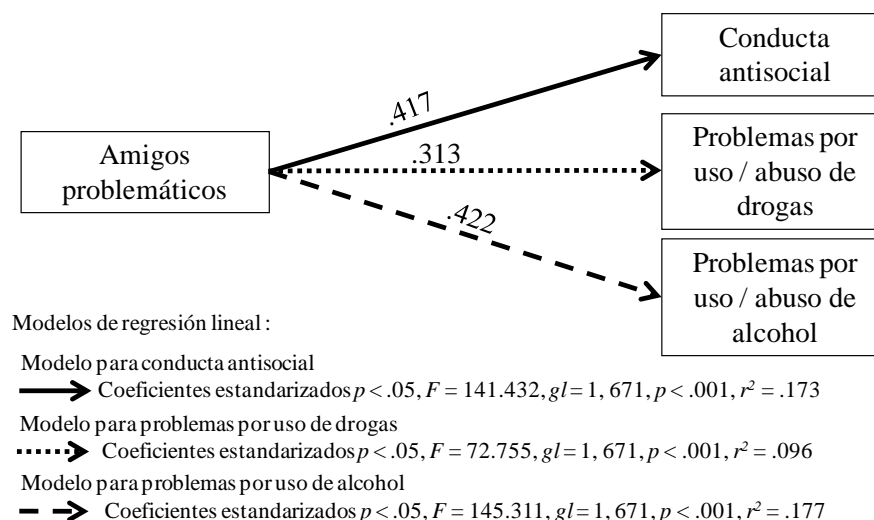 Conducta
antisocial
.417
Amigos
problemáticos
.313
Problemas por
uso / abuso de
drogas
.422
Problemas por
uso / abuso de
alcohol
Modelos de regresión lineal :
Modelo para conducta antisocial
Coeficientes estandarizados p < .05, F = 141.432, gl = 1, 671, p < .001, r² = .173
Modelo para problemas por uso de drogas
Coeficientes estandarizados p < .05, F = 72.755, gl = 1, 671, p < .001, r² = .096
Modelo para problemas por uso de alcohol
Coeficientes estandarizados p < .05, F = 145.311, gl = 1, 671, p < .001, r² = .177